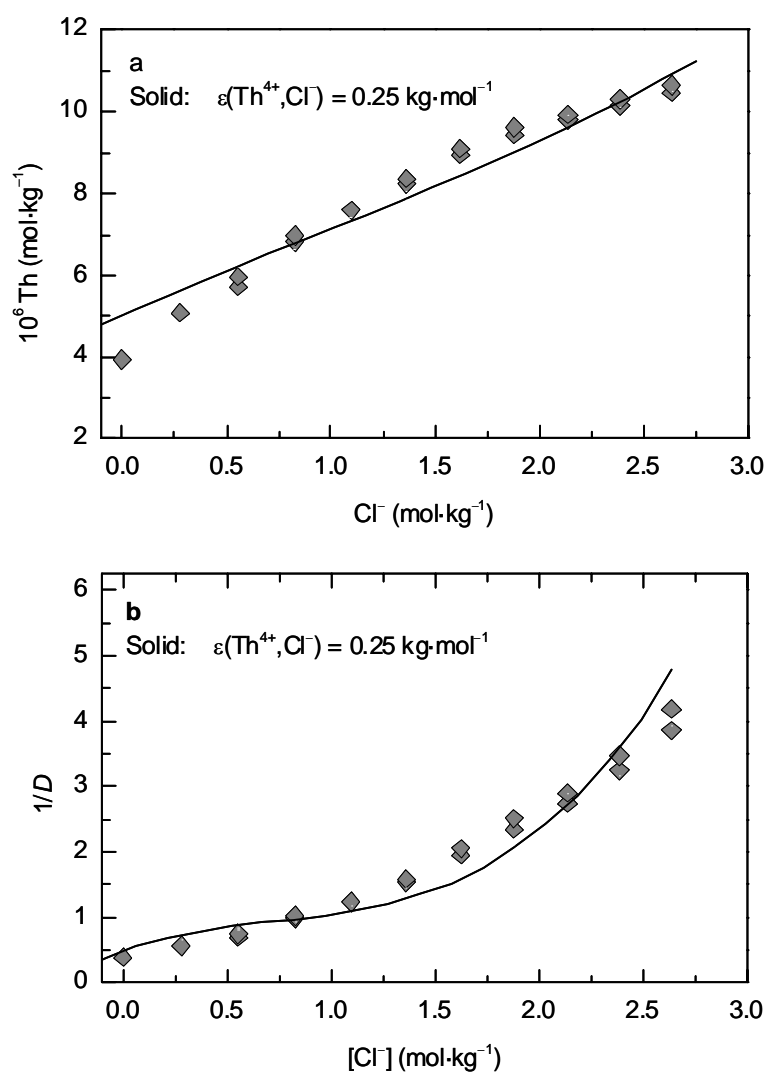 12
10
8
6
4
2
10⁶ Th (mol·kg⁻¹)
a
Solid: ε(Th⁴⁺,Cl⁻) = 0.25 kg·mol⁻¹
0.0 0.5 1.0 1.5 2.0 2.5 3.0
Cl⁻ (mol·kg⁻¹)
6
5
4
3
2
1
0
1/D
b
Solid: ε(Th⁴⁺,Cl⁻) = 0.25 kg·mol⁻¹
0.0 0.5 1.0 1.5 2.0 2.5 3.0
[Cl⁻] (mol·kg⁻¹)